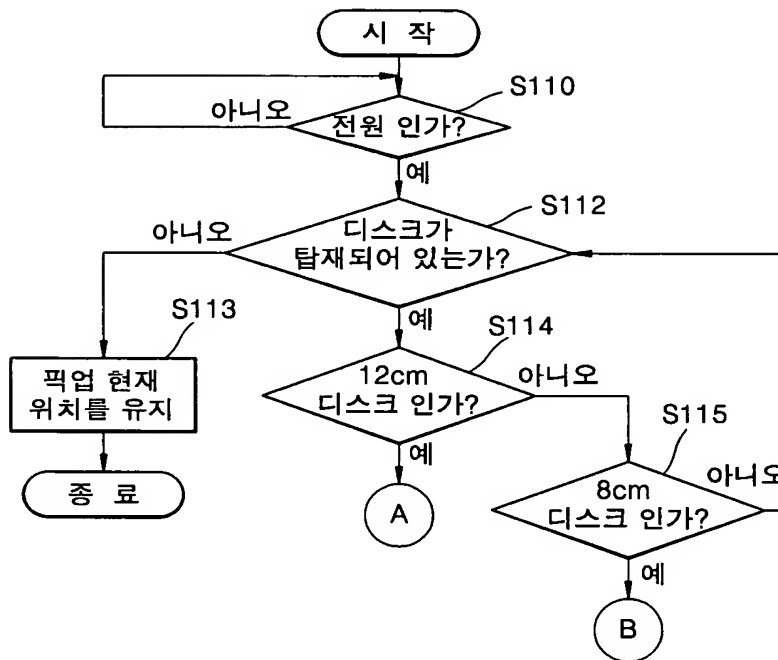 시 작
S110
아니오
전원 인가?
예
S112
아니오
디스크가
탑재되어 있는가?
예
S113
S114
픽업 현재
위치를 유지
12cm
디스크 인가?
아니오
예
S115
종 료
A
8cm
디스크 인가?
아니오
예
B